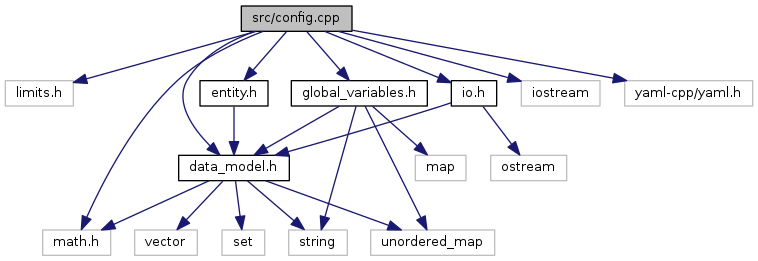 src/config.cpp
limits.h
entity.h
global_variables.h
io.h
iostream
yaml-cpp/yaml.h
data_model.h
map
ostream
math.h
vector
set
string
unordered_map